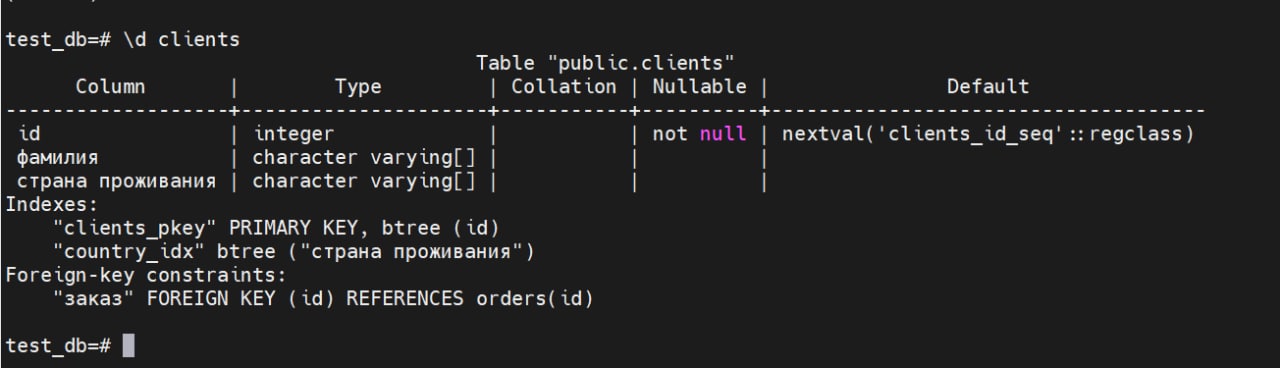 test_db=# \d clients
Table "public.clients"
Column | Type | Collation | Nullable | Default
-------------------+---------------------+-----------+----------+-------------------------------------
id | integer | | not null | nextval('clients_id_seq'::regclass)
фамилия | character varying[] | | |
страна проживания | character varying[] | | |
Indexes:
"clients_pkey" PRIMARY KEY, btree (id)
"country_idx" btree ("страна проживания")
Foreign-key constraints:
"заказ" FOREIGN KEY (id) REFERENCES orders(id)
test_db=#